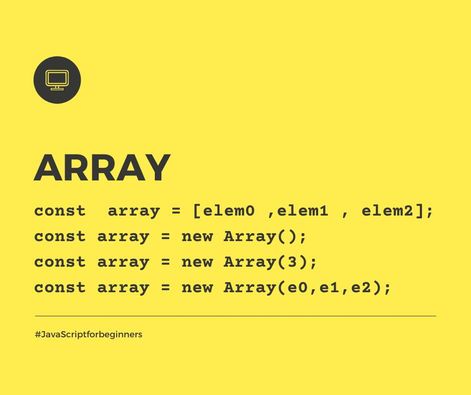 ARRAY
const  array = [elem0 ,elem1 , elem2];
const array = new Array();
const array = new Array(3);
const array = new Array(e0,e1,e2);
#JavaScriptforbeginners